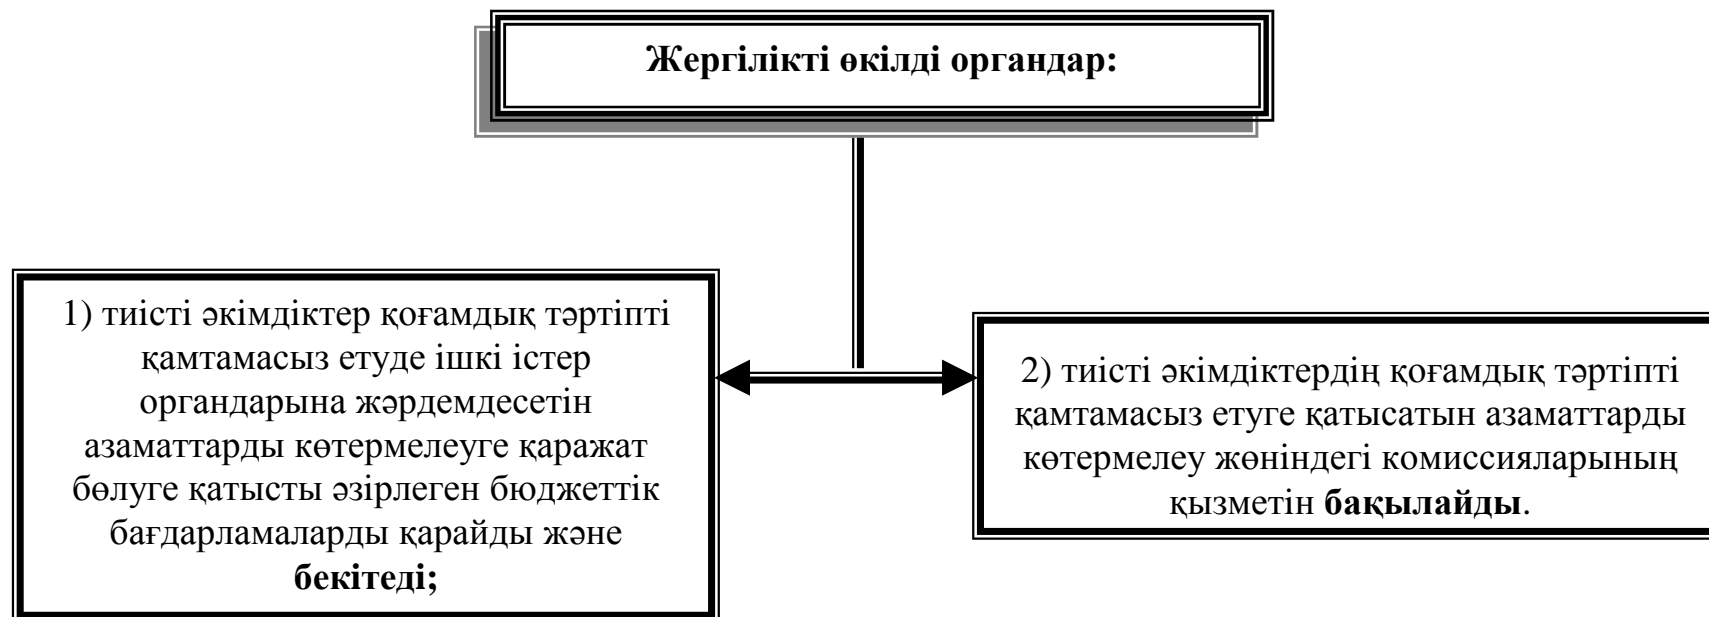 Жергілікті өкілді органдар:
1) тиісті әкімдіктер қоғамдық тәртіпті
қамтамасыз етуде ішкі істер
органдарына жәрдемдесетін
азаматтарды көтермелеуге қаражат
бөлуге қатысты әзірлеген бюджеттік
бағдарламаларды қарайды және
бекітеді;
2) тиісті әкімдіктердің қоғамдық тәртіпті
қамтамасыз етуге қатысатын азаматтарды
көтермелеу жөніндегі комиссияларының
қызметін бақылайды.